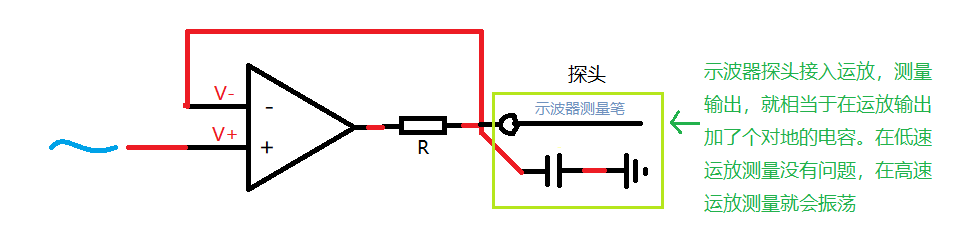 探头
示波器测量笔
V-
-
V+
+
R
示波器探头接入运放，测量
输出，就相当于在运放输出
加了个对地的电容。在低速
运放测量没有问题，在高速
运放测量就会振荡